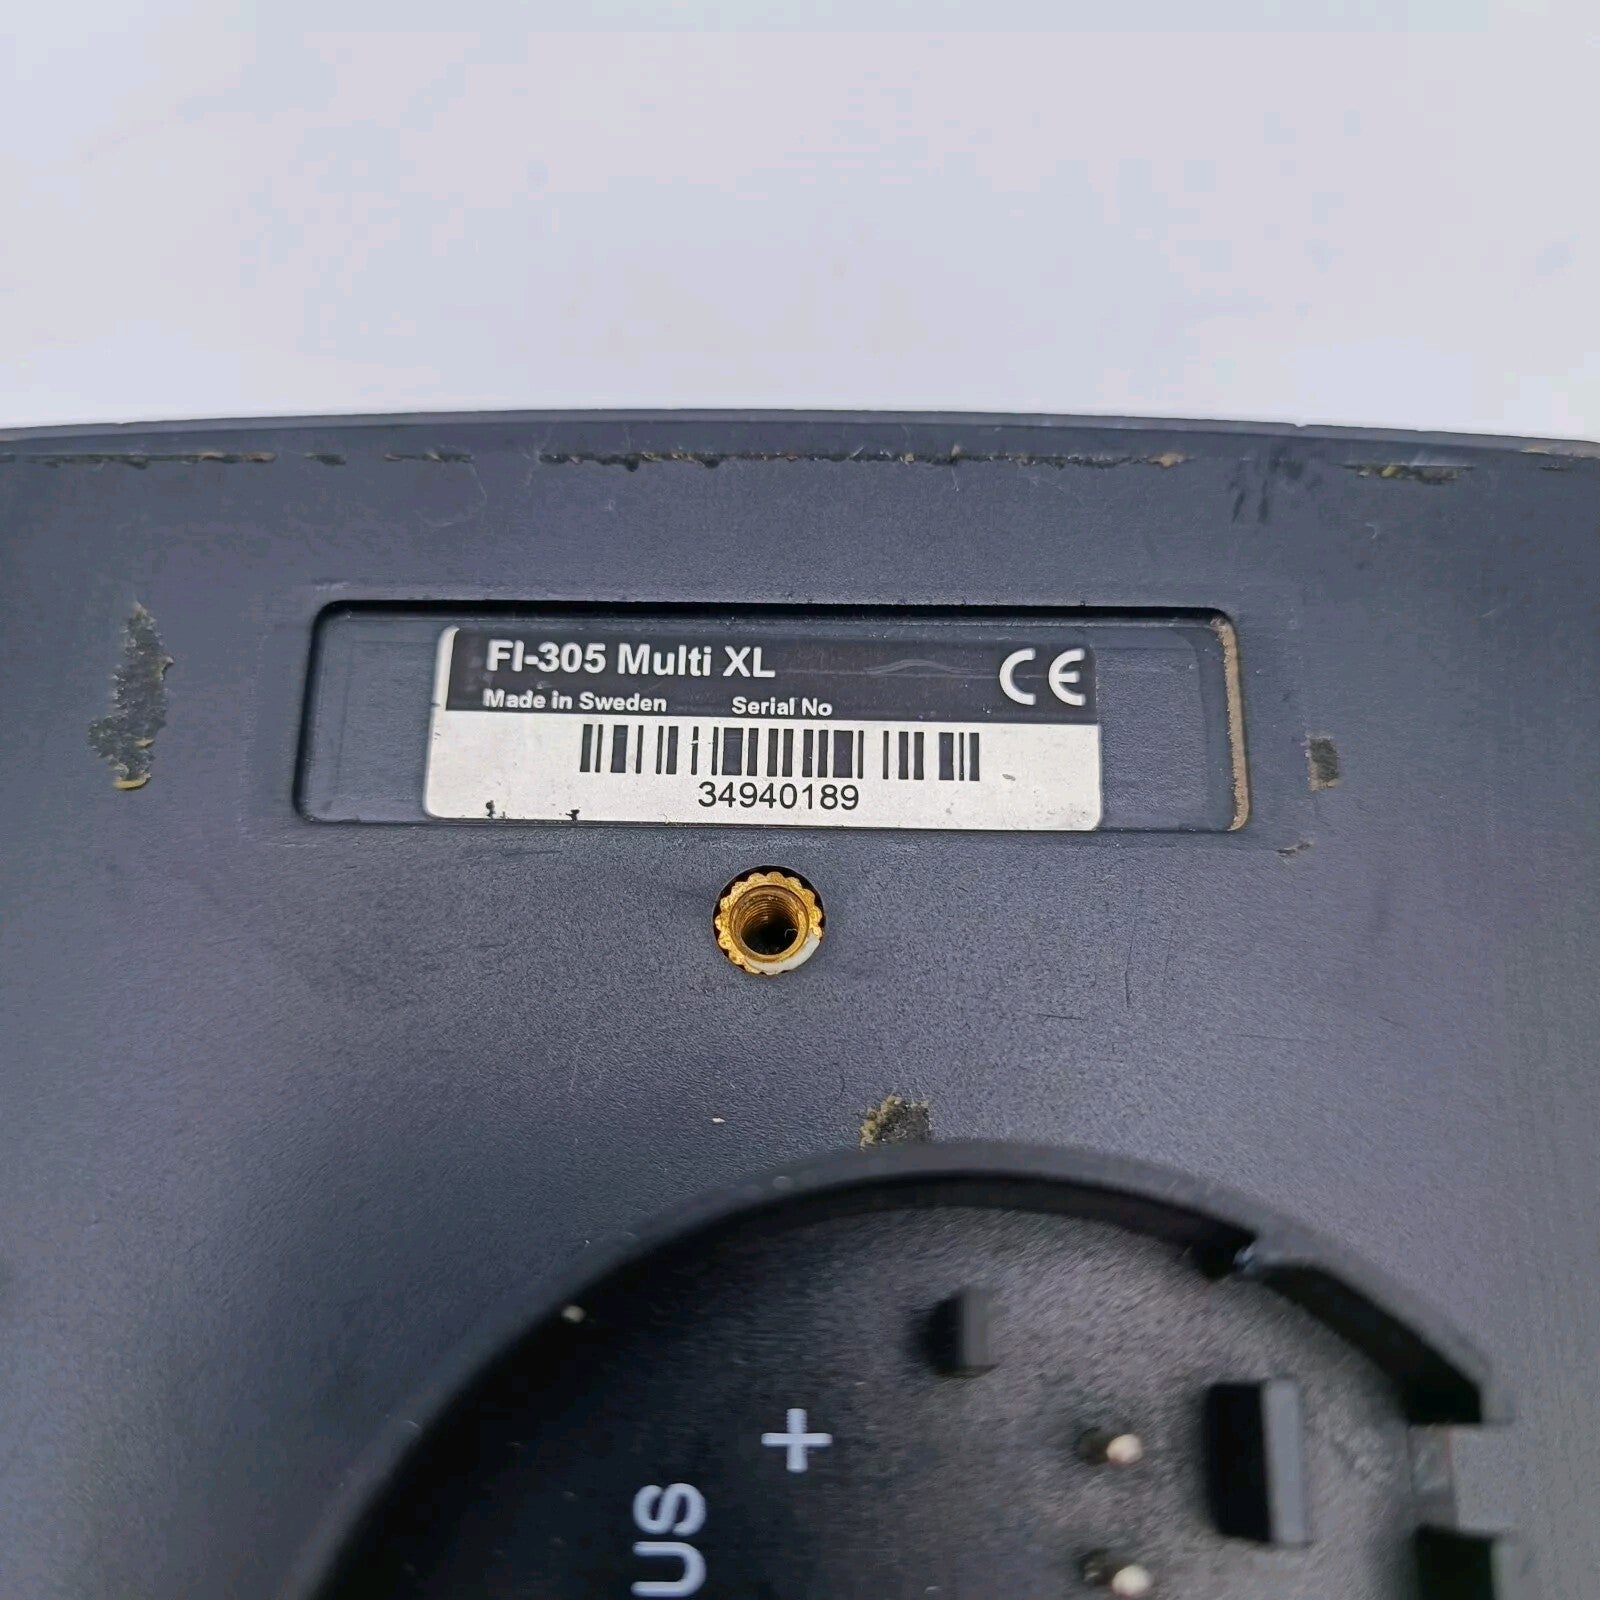 FI-305 Multi XL
CE
Made in Sweden
Serial No
34940189
+
us